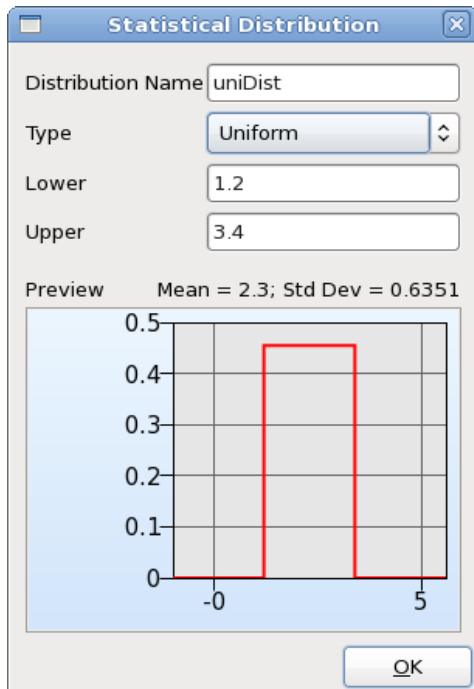 Statistical Distribution
Distribution Name uniDist
Type Uniform
Lower 1.2
Upper 3.4
Preview Mean = 2.3; Std Dev = 0.6351
0.5
0.4
0.3
0.2
0.1
0
-0 5
OK